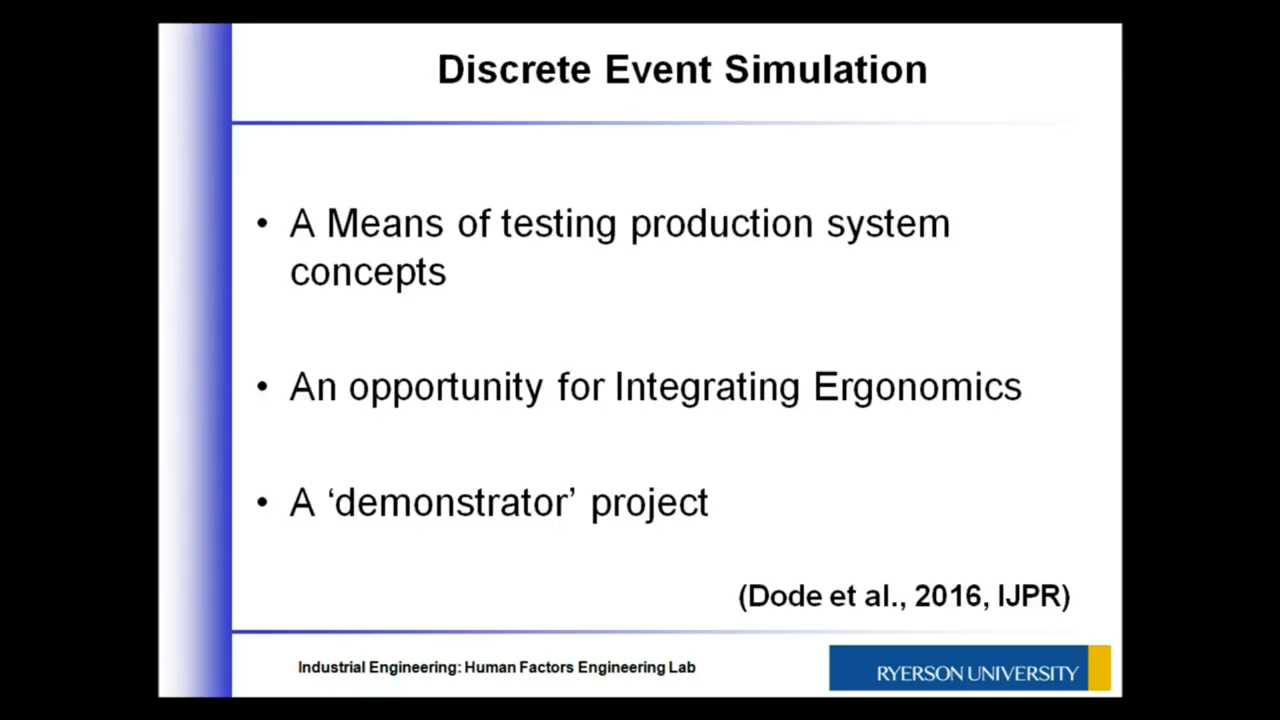 Discrete Event Simulation
• A Means of testing production system
concepts
• An opportunity for Integrating Ergonomics
• A ‘demonstrator’ project
(Dode et al., 2016, IJPR)
Industrial Engineering: Human Factors Engineering Lab
RYERSON UNIVERSITY